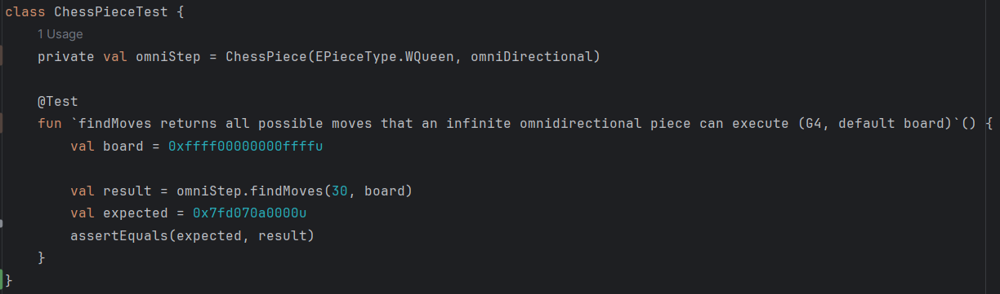 class ChessPieceTest {
1 Usage
private val omniStep = ChessPiece(EPieceType.WQueen, omniDirectional)
@Test
fun `findMoves returns all possible moves that an infinite omnidirectional piece can execute (G4, default board)`() {
val board = 0xffff00000000ffffu
val result = omniStep.findMoves(30, board)
val expected = 0x7fd070a0000u
assertEquals(expected, result)
}
}